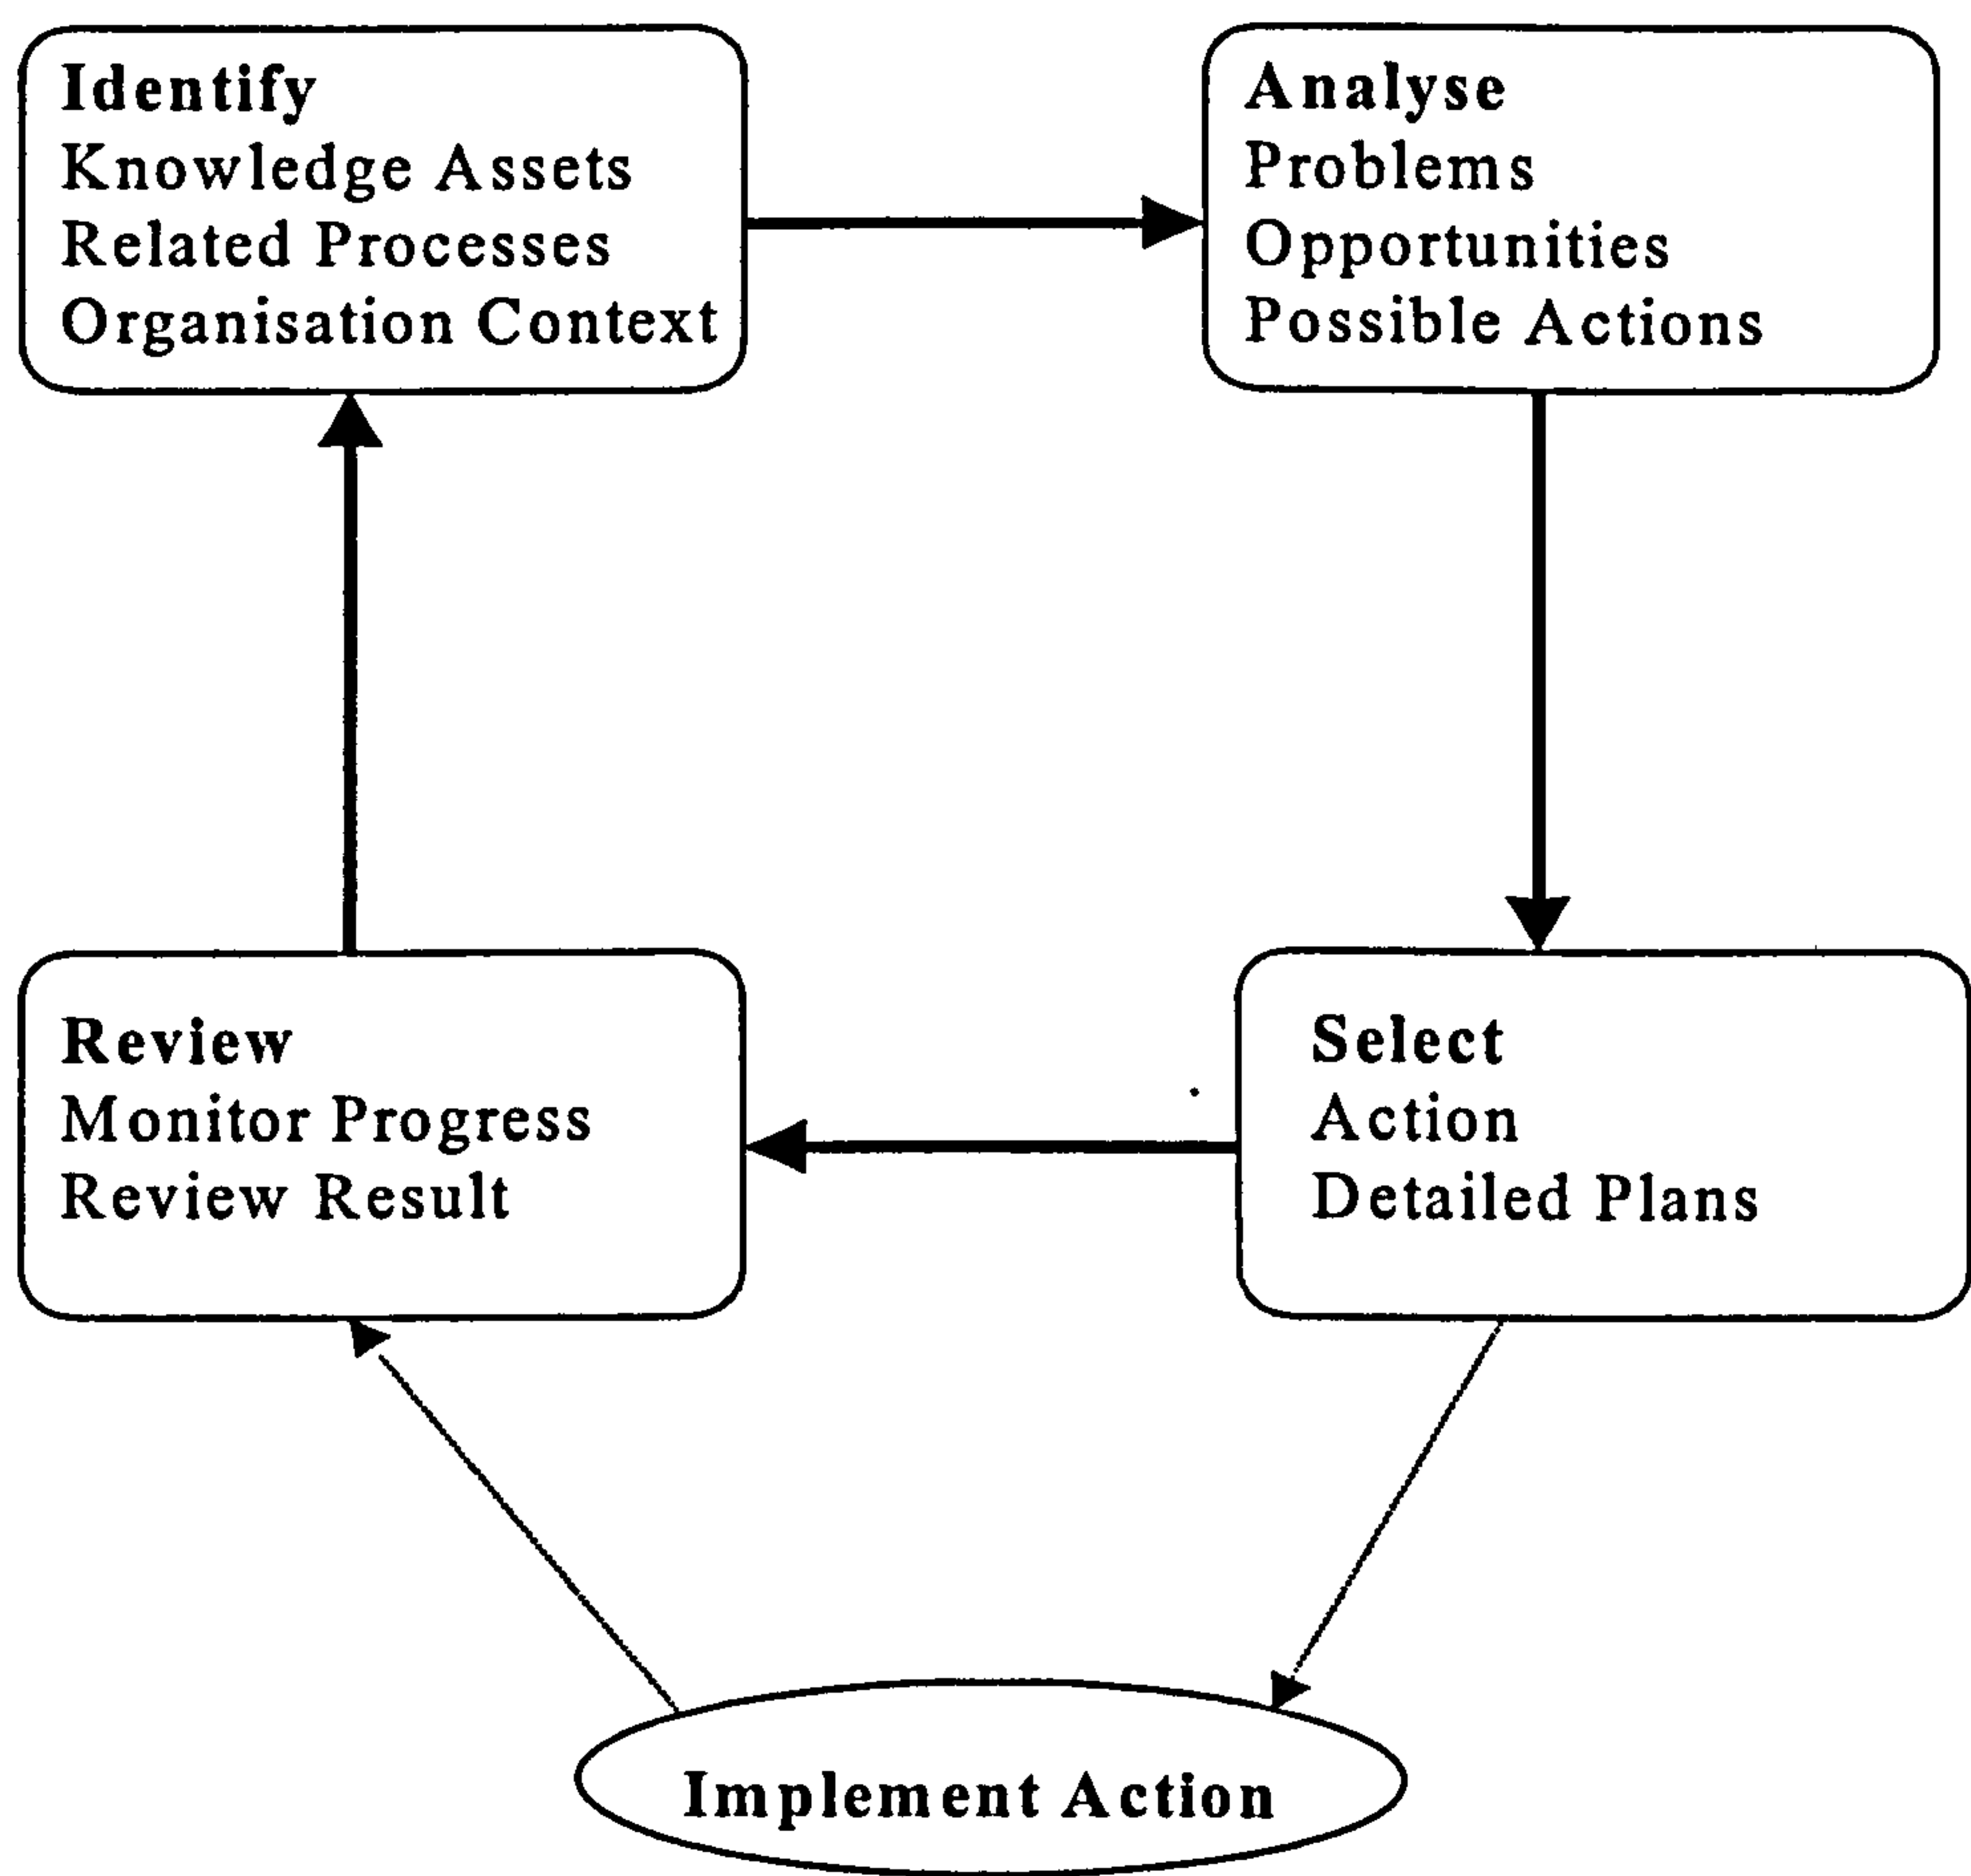 Identify
Knowledge Assets
Related Processes
Organisation Context
Analyse
Problems
Opportunities
Possible Actions
Review
Monitor Progress
Review Result
Select
Action
Detailed Plans
Implement Action